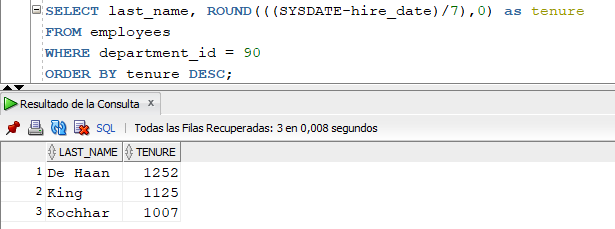 SELECT last_name, ROUND(((SYSDATE-hire_date)/7),0) as tenure
FROM employees
WHERE department_id = 90
ORDER BY tenure DESC;
Resultado de la Consulta x
SQL | Todas las Filas Recuperadas: 3 en 0,008 segundos
LAST_NAME TENURE
1 De Haan 1252
2 King 1125
3 Kochhar 1007